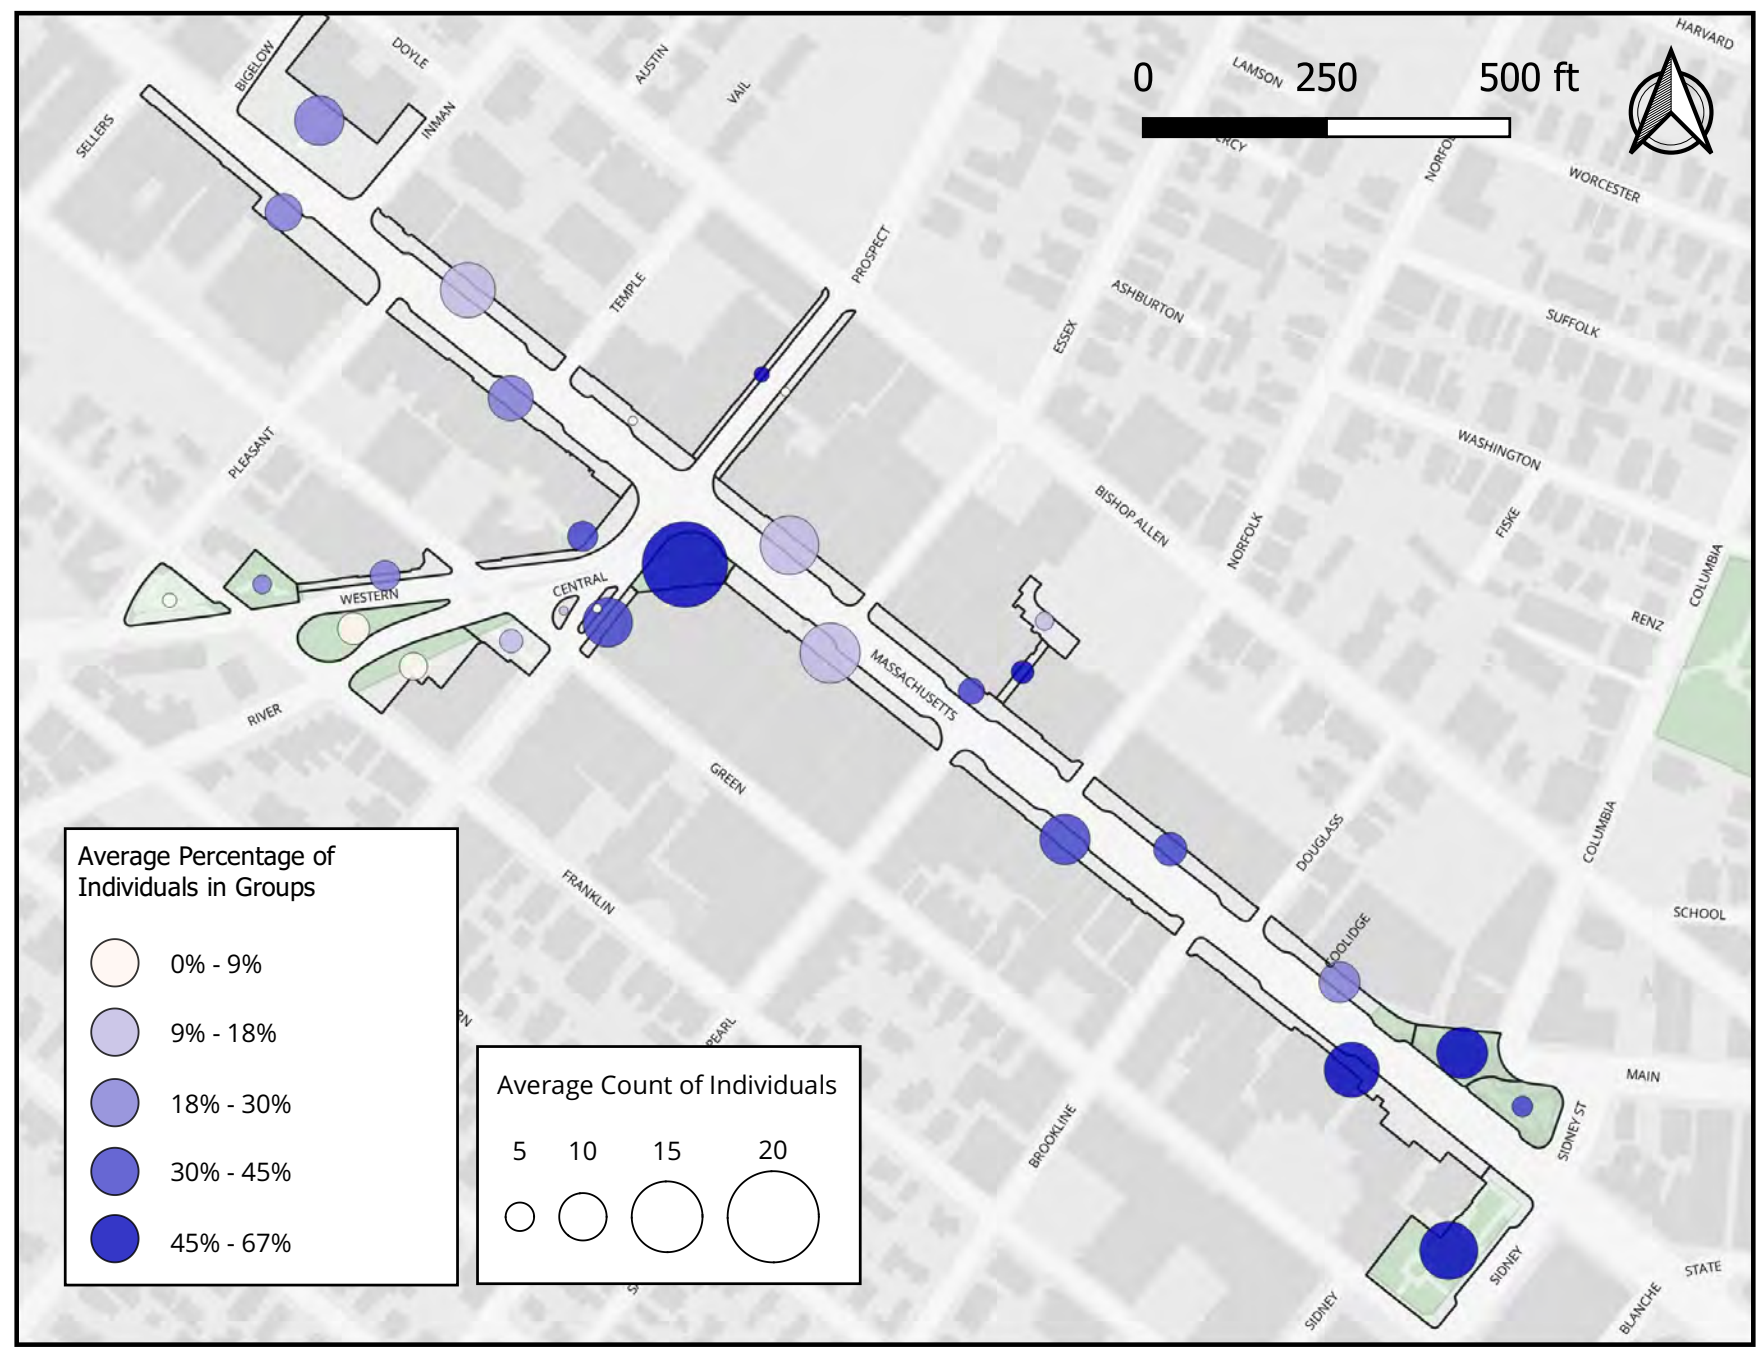 HARVARD
DOYLE
BIGELOW
AUSTIN
VAIL
LAMSON
0 250 500 ft
INMAN
SELLERS
WORCESTER
PROSPECT
TEMPLE
ASHBURTON
ESSEX
SUFFOLK
PLEASANT
WASHINGTON
BISHOP ALLEN
NORFOLK
FISKE
COLUMBIA
CENTRAL
WESTERN
RENZ
MASSACHUSETTS
RIVER
GREEN
DOUGLASS
COLUMBIA
FRANKLIN
SCHOOL
COOLIDGE
PEARL
MAIN
BROOKLINE
SIDNEY ST
SIDNEY
STATE
SIDNEY
BLANCHE
Average Percentage of
Individuals in Groups
0% - 9%
9% - 18%
18% - 30%
30% - 45%
45% - 67%
Average Count of Individuals
5 10 15 20